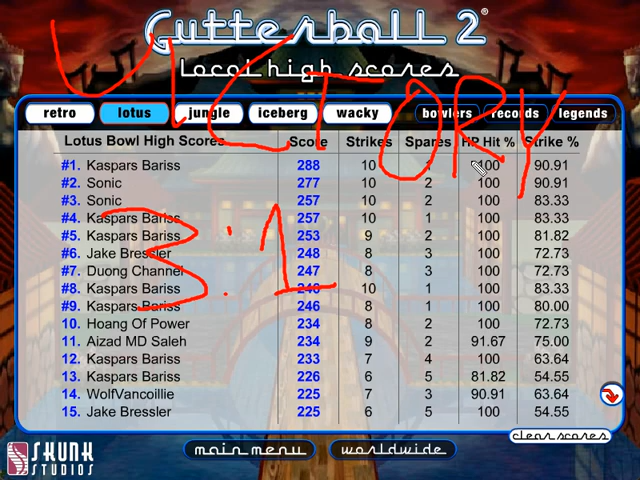 Gutterball 2®
Local high scores
VICTORY
retro lotus jungle iceberg wacky bowlers records legends
Lotus Bowl High Scores Score Strikes Spares HP Hit % Strike %
#1. Kaspars Bariss 288 10 1 100 90.91
#2. Sonic 277 10 2 100 90.91
#3. Sonic 257 10 2 100 83.33
#4. Kaspars Bariss 257 10 1 100 83.33
#5. Kaspars Bariss 253 9 2 100 81.82
3:1
#6. Jake Bressler 248 8 3 100 72.73
#7. Duong Channel 247 8 3 100 72.73
#8. Kaspars Bariss 246 10 1 100 83.33
#9. Kaspars Bariss 246 8 1 100 80.00
10. Hoang Of Power 234 8 2 100 72.73
11. Aizad MD Saleh 234 9 2 91.67 75.00
12. Kaspars Bariss 233 7 4 100 63.64
13. Kaspars Bariss 226 6 5 81.82 54.55
14. WolfVancoillie 225 7 3 90.91 63.64
15. Jake Bressler 225 6 5 100 54.55
clear scores
main menu worldwide
SKUNK
STUDIOS